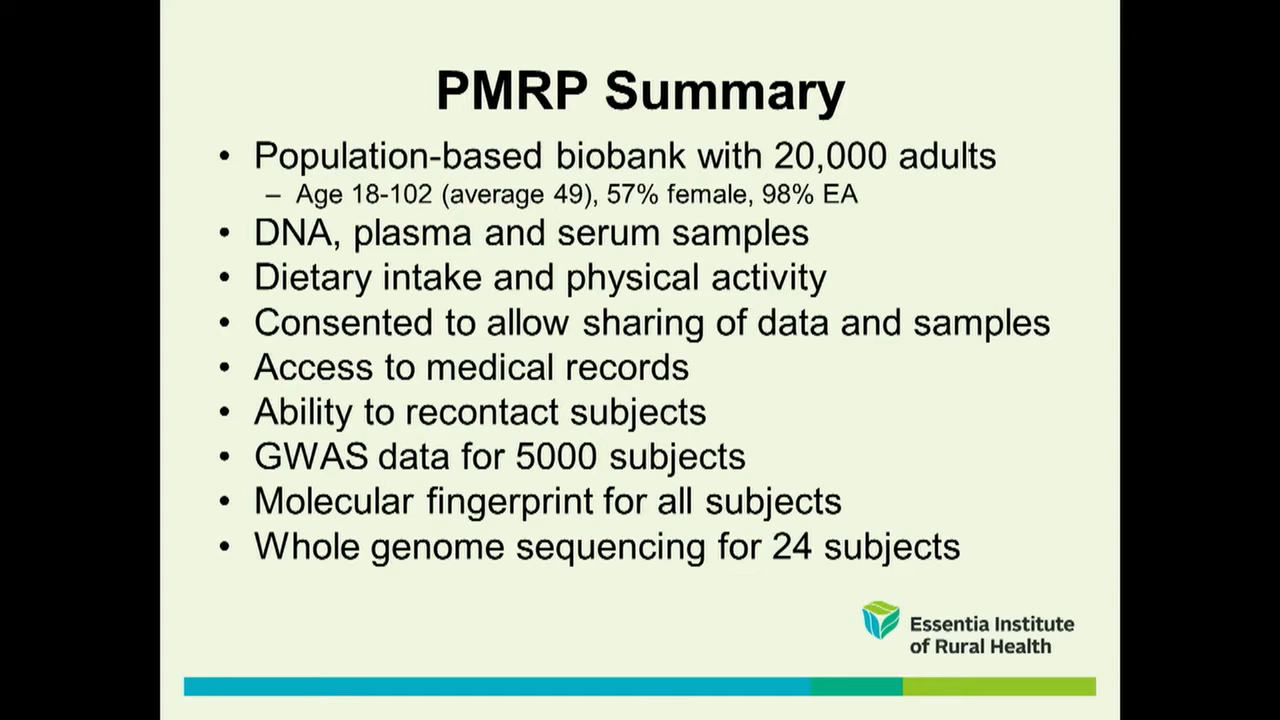 PMRP Summary
• Population-based biobank with 20,000 adults
– Age 18-102 (average 49), 57% female, 98% EA
• DNA, plasma and serum samples
• Dietary intake and physical activity
• Consented to allow sharing of data and samples
• Access to medical records
• Ability to recontact subjects
• GWAS data for 5000 subjects
• Molecular fingerprint for all subjects
• Whole genome sequencing for 24 subjects
Essentia Institute
of Rural Health